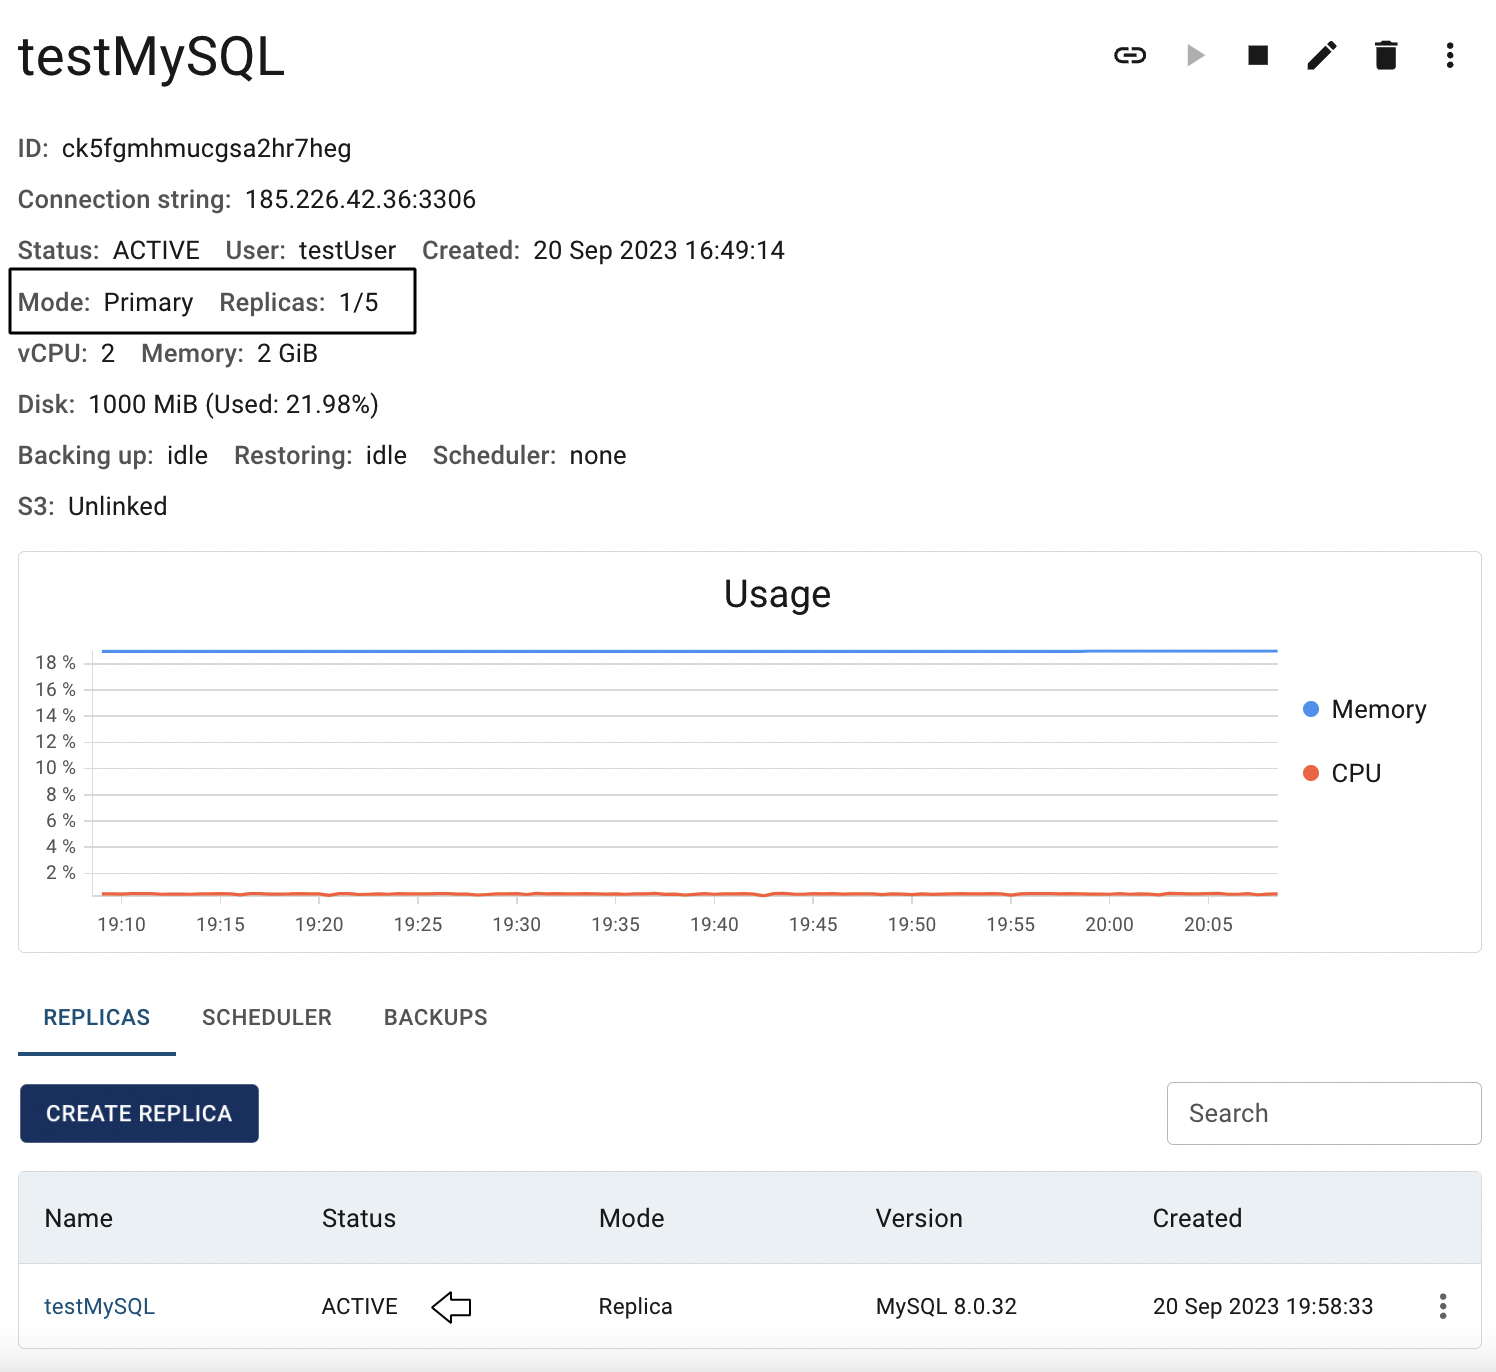 testMySQL
ID: ck5fgmhmucgsa2hr7heg
Connection string: 185.226.42.36:3306
Status: ACTIVE User: testUser Created: 20 Sep 2023 16:49:14
Mode: Primary Replicas: 1/5
vCPU: 2 Memory: 2 GiB
Disk: 1000 MiB (Used: 21.98%)
Backing up: idle Restoring: idle Scheduler: none
S3: Unlinked
Usage
18 %
16 %
14 %
12 %
10 %
8 %
6 %
4 %
2 %
19:10 19:15 19:20 19:25 19:30 19:35 19:40 19:45 19:50 19:55 20:00 20:05
Memory
CPU
REPLICAS SCHEDULER BACKUPS
CREATE REPLICA Search
Name Status Mode Version Created
testMySQL ACTIVE Replica MySQL 8.0.32 20 Sep 2023 19:58:33